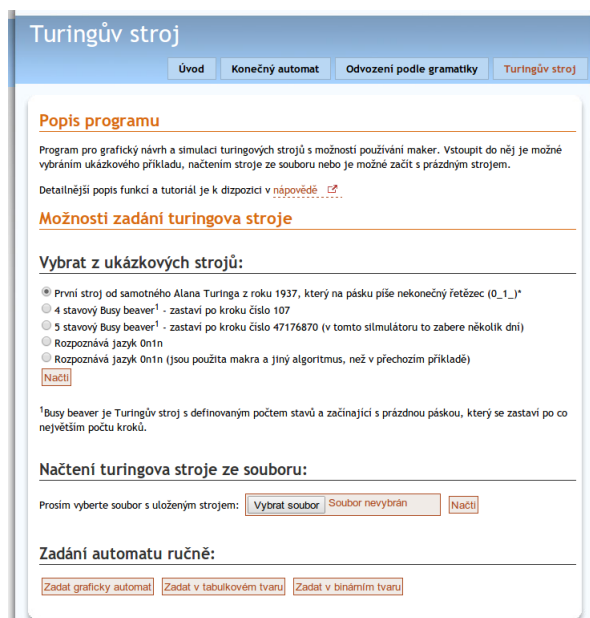 Turingův stroj
Úvod Konečný automat Odvození podle gramatiky Turingův stroj
Popis programu
Program pro grafický návrh a simulaci turingových strojů s možností používání maker. Vstoupit do něj je možné
vybráním ukázkového příkladu, načtením stroje ze souboru nebo je možné začít s prázdným strojem.
Detailnější popis funkcí a tutoriál je k dizpozici v nápovědě
Možnosti zadání turingova stroje
Vybrat z ukázkových strojů:
První stroj od samotného Alana Turinga z roku 1937, který na pásku píše nekonečný řetězec (0_1_)*
4 stavový Busy beaver¹ - zastaví po kroku číslo 107
5 stavový Busy beaver¹ - zastaví po kroku číslo 47176870 (v tomto silmulátoru to zabere několik dní)
Rozpoznává jazyk 0n1n
Rozpoznává jazyk 0n1n (jsou použita makra a jiný algoritmus, než v přechozím příkladě)
Načti
¹Busy beaver je Turingův stroj s definovaným počtem stavů a začínající s prázdnou páskou, který se zastaví po co
největším počtu kroků.
Načtení turingova stroje ze souboru:
Prosím vyberte soubor s uloženým strojem: Vybrat soubor Soubor nevybrán Načti
Zadání automatu ručně:
Zadat graficky automat Zadat v tabulkovém tvaru Zadat v binárním tvaru